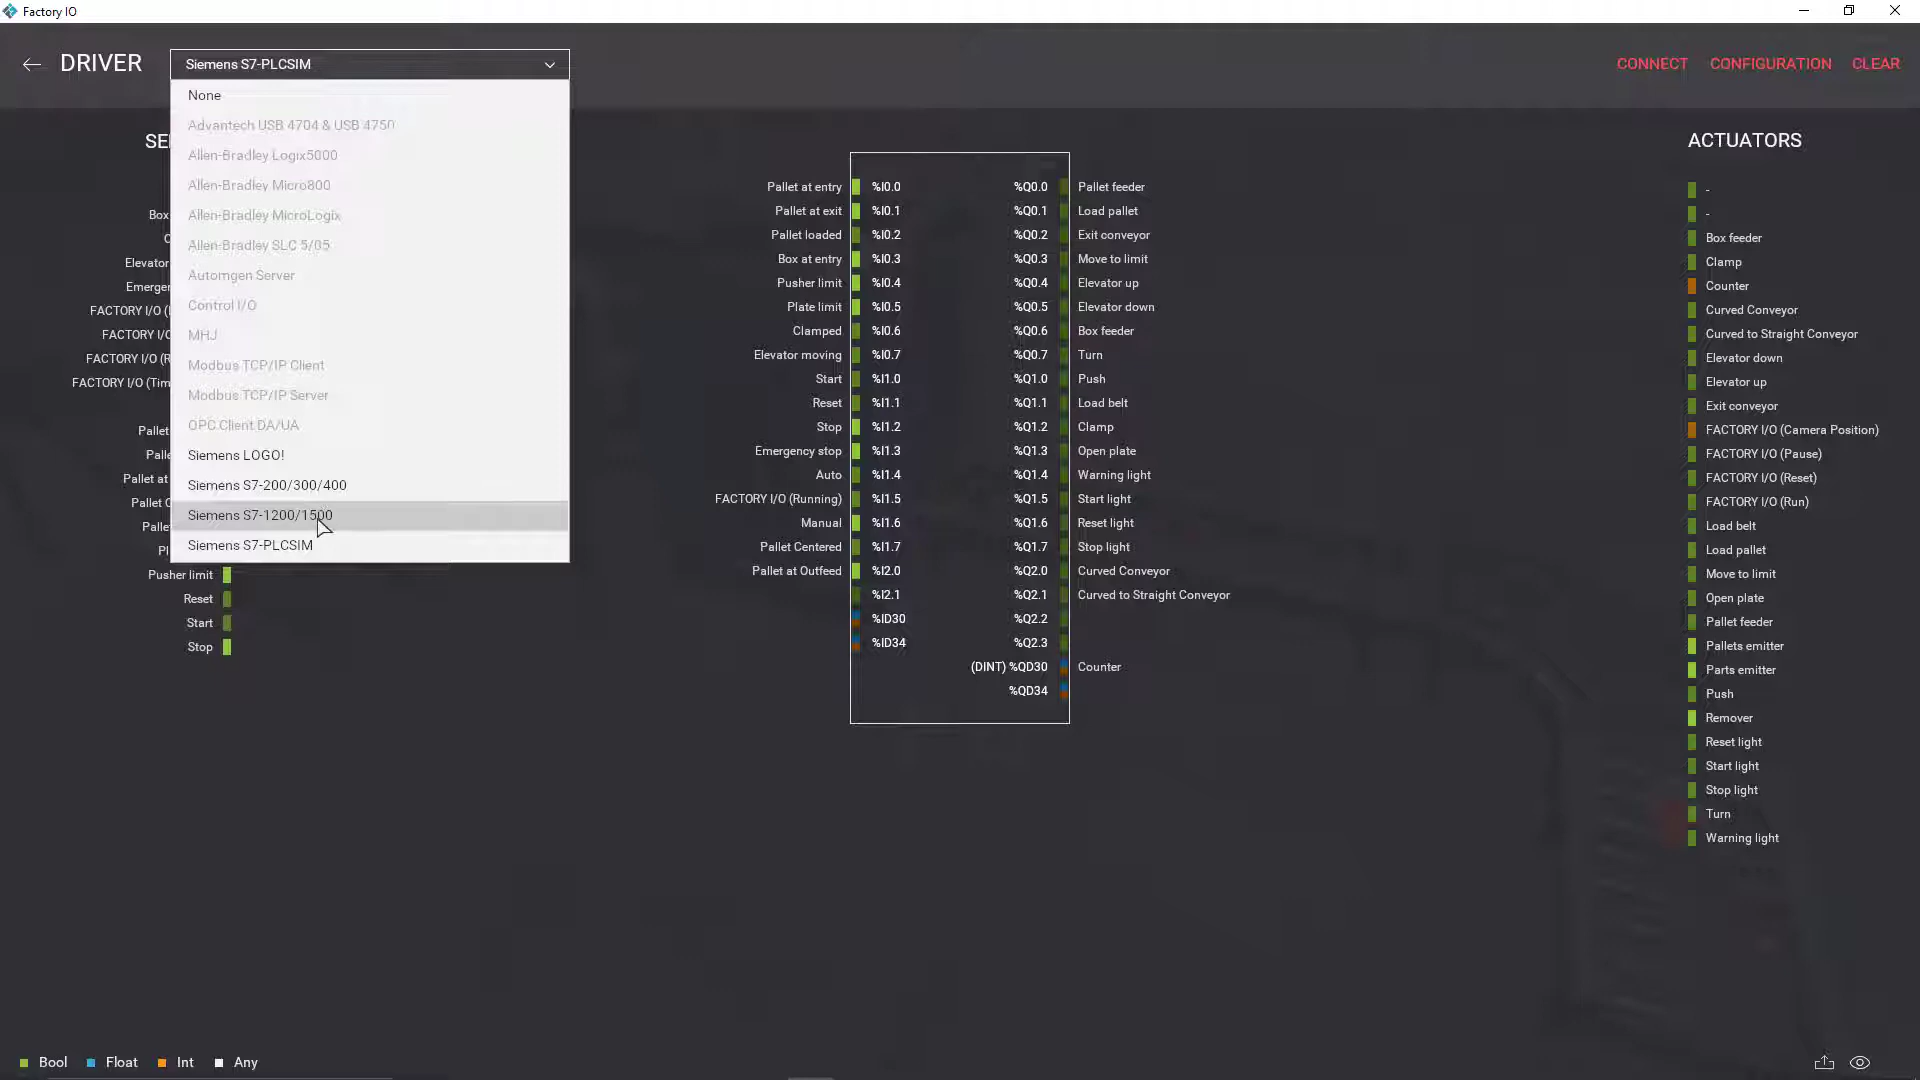 Factory IO
DRIVER
Siemens S7-PLCSIM
CONNECT
CONFIGURATION
CLEAR
None
Advantech USB 4704 & USB 4750
Allen-Bradley Logix5000
Allen-Bradley Micro800
Allen-Bradley MicroLogix
Allen-Bradley SLC 5/05
Automgen Server
Control I/O
MHJ
Modbus TCP/IP Client
Modbus TCP/IP Server
OPC Client DA/UA
Siemens LOGO!
Siemens S7-200/300/400
Siemens S7-1200/1500
Siemens S7-PLCSIM
Box
Elevator
FACTORY I/O
FACTORY I/O
FACTORY I/O (R
FACTORY I/O (Tim
Pallet
Pallet at
Pallet C
Pusher limit
Reset
Start
Stop
Pallet at entry %I0.0 %Q0.0 Pallet feeder
Pallet at exit %I0.1 %Q0.1 Load pallet
Pallet loaded %I0.2 %Q0.2 Exit conveyor
Box at entry %I0.3 %Q0.3 Move to limit
Pusher limit %I0.4 %Q0.4 Elevator up
Plate limit %I0.5 %Q0.5 Elevator down
Clamped %I0.6 %Q0.6 Box feeder
Elevator moving %I0.7 %Q0.7 Turn
Start %I1.0 %Q1.0 Push
Reset %I1.1 %Q1.1 Load belt
Stop %I1.2 %Q1.2 Clamp
Emergency stop %I1.3 %Q1.3 Open plate
Auto %I1.4 %Q1.4 Warning light
FACTORY I/O (Running) %I1.5 %Q1.5 Start light
Manual %I1.6 %Q1.6 Reset light
Pallet Centered %I1.7 %Q1.7 Stop light
Pallet at Outfeed %I2.0 %Q2.0 Curved Conveyor
%I2.1 %Q2.1 Curved to Straight Conveyor
%ID30 %Q2.2
%ID34 %Q2.3
(DINT) %QD30 Counter
%QD34
ACTUATORS
-
-
Box feeder
Clamp
Counter
Curved Conveyor
Curved to Straight Conveyor
Elevator down
Elevator up
Exit conveyor
FACTORY I/O (Camera Position)
FACTORY I/O (Pause)
FACTORY I/O (Reset)
FACTORY I/O (Run)
Load belt
Load pallet
Move to limit
Open plate
Pallet feeder
Pallets emitter
Parts emitter
Push
Remover
Reset light
Start light
Stop light
Turn
Warning light
Bool
Float
Int
Any